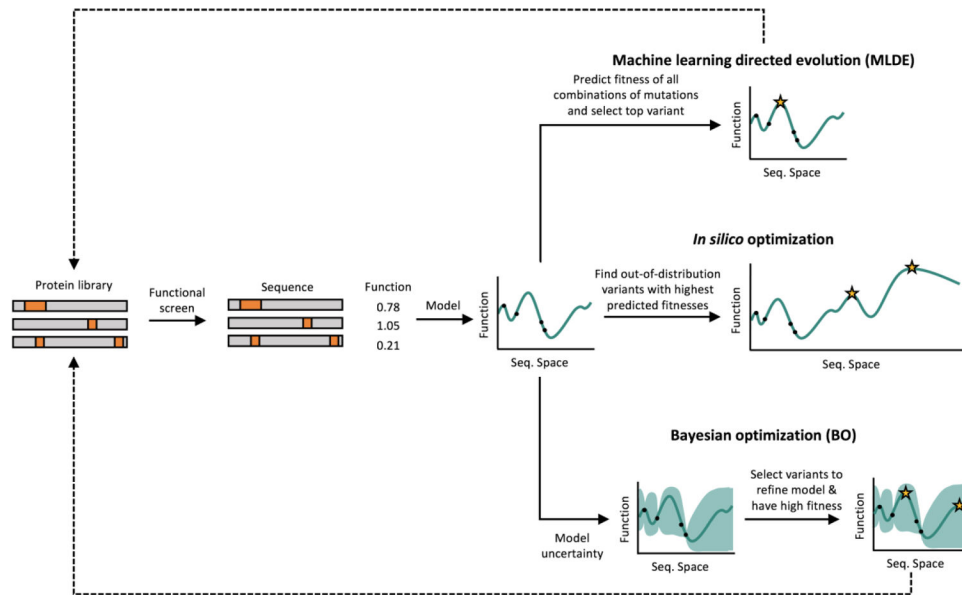 Machine learning directed evolution (MLDE)
Predict fitness of all
combinations of mutations
and select top variant
Function
Seq. Space
In silico optimization
Protein library
Functional
screen
Sequence
Function
0.78
1.05
0.21
Model
Function
Seq. Space
Find out-of-distribution
variants with highest
predicted fitnesses
Function
Seq. Space
Bayesian optimization (BO)
Model
uncertainty
Function
Seq. Space
Select variants to
refine model &
have high fitness
Function
Seq. Space